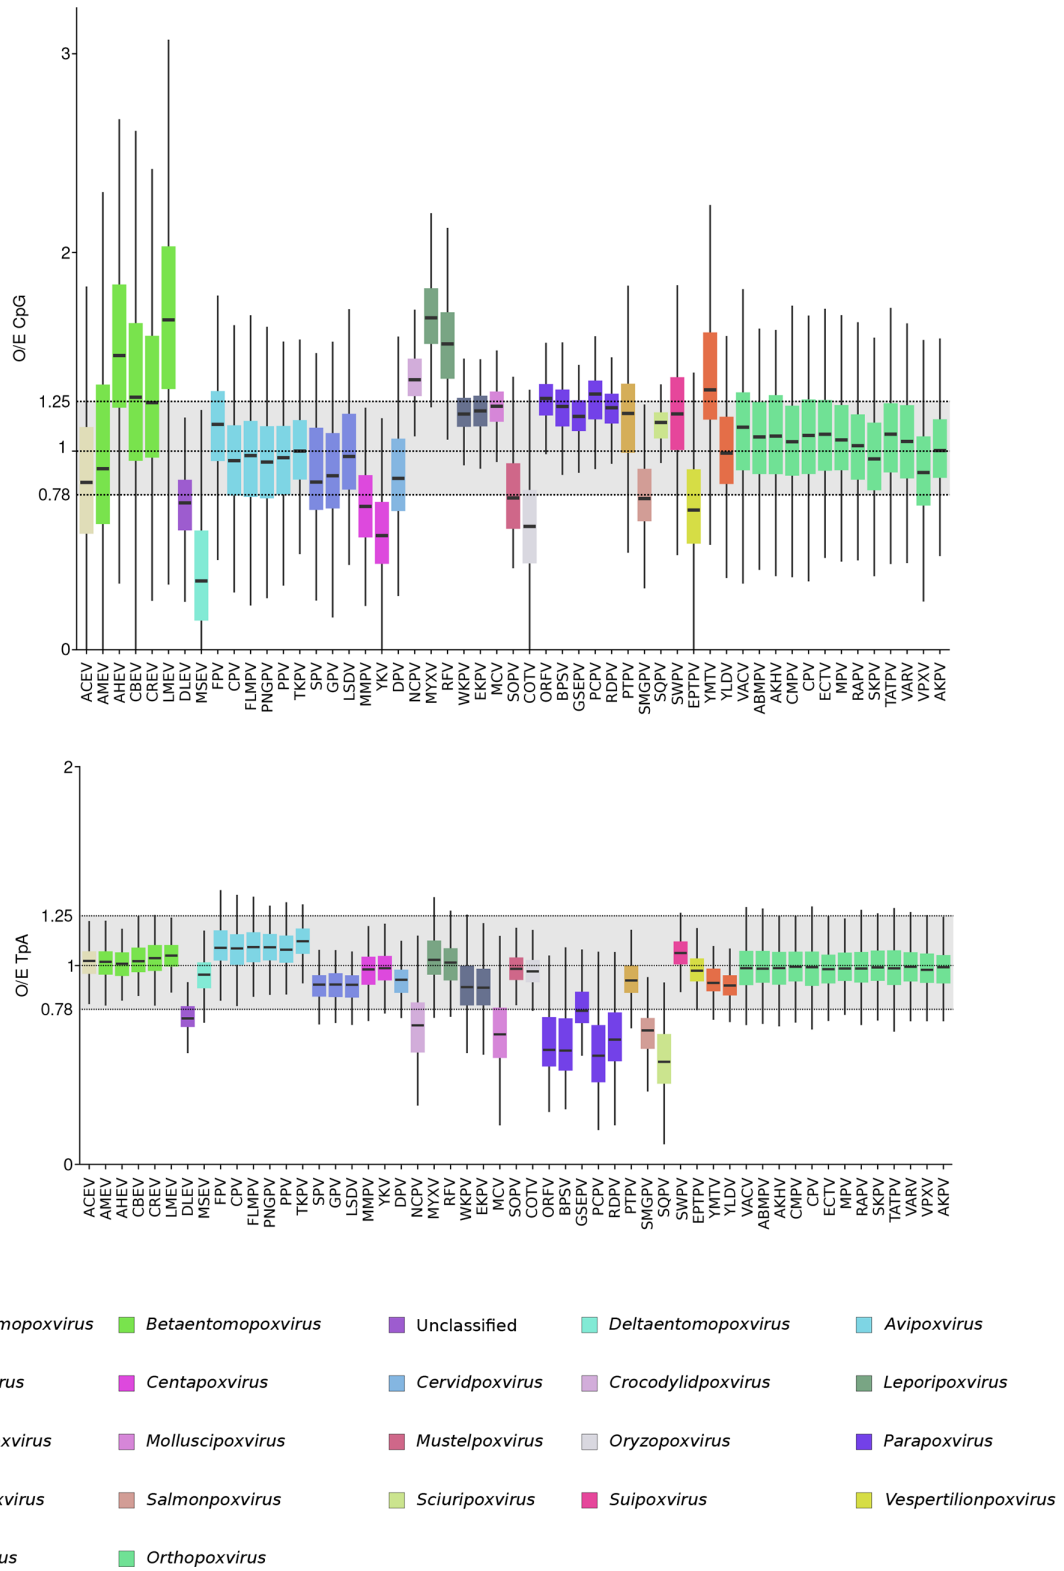 O/E CpG
3
2
1.25
1
0.78
0
ACEV AMEV AHEV CBEV CREV LMEV DLEV MSEV FPV CPV FLMPV PNGPV PPV TKPV SPV GPV LSDV MMPV YKV DPV NCPV MYXV RFV WKPV EKPV MCV SOPV COTV ORFV BPSV GSEPV PCPV RDPV PTPV SMGPV SQPV SWPV EPTPV YMTV YLDV VACV ABMPV AKHV CMPV CPV ECTV MPV RAPV SKPV TATPV VARV VPXV AKPV
O/E TpA
2
1.25
1
0.78
0
ACEV AMEV AHEV CBEV CREV LMEV DLEV MSEV FPV CPV FLMPV PNGPV PPV TKPV SPV GPV LSDV MMPV YKV DPV NCPV MYXV RFV WKPV EKPV MCV SOPV COTV ORFV BPSV GSEPV PCPV RDPV PTPV SMGPV SQPV SWPV EPTPV YMTV YLDV VACV ABMPV AKHV CMPV CPV ECTV MPV RAPV SKPV TATPV VARV VPXV AKPV
mopoxvirus Betaentomopoxvirus Unclassified Deltaentomopoxvirus Avipoxvirus
rus Centapoxvirus Cervidpoxvirus Crocodylidpoxvirus Leporipoxvirus
xvirus Molluscipoxvirus Mustelpoxvirus Oryzopoxvirus Parapoxvirus
xvirus Salmonpoxvirus Sciuripoxvirus Suipoxvirus Vespertilionpoxvirus
us Orthopoxvirus